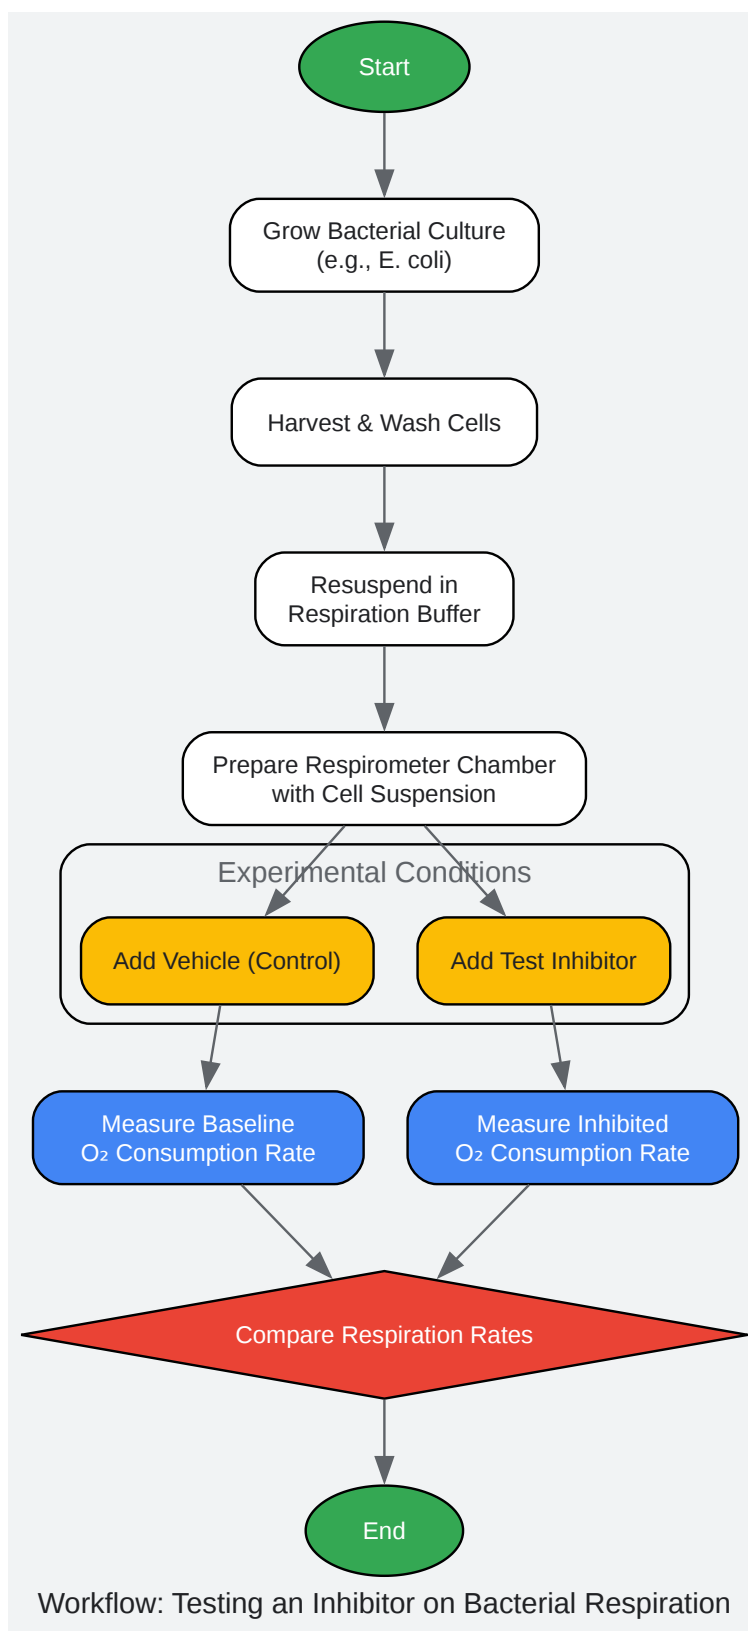 Start
Grow Bacterial Culture
(e.g., E. coli)
Harvest & Wash Cells
Resuspend in
Respiration Buffer
Prepare Respirometer Chamber
with Cell Suspension
Experimental Conditions
Add Vehicle (Control)
Add Test Inhibitor
Measure Baseline
O₂ Consumption Rate
Measure Inhibited
O₂ Consumption Rate
Compare Respiration Rates
End
Workflow: Testing an Inhibitor on Bacterial Respiration